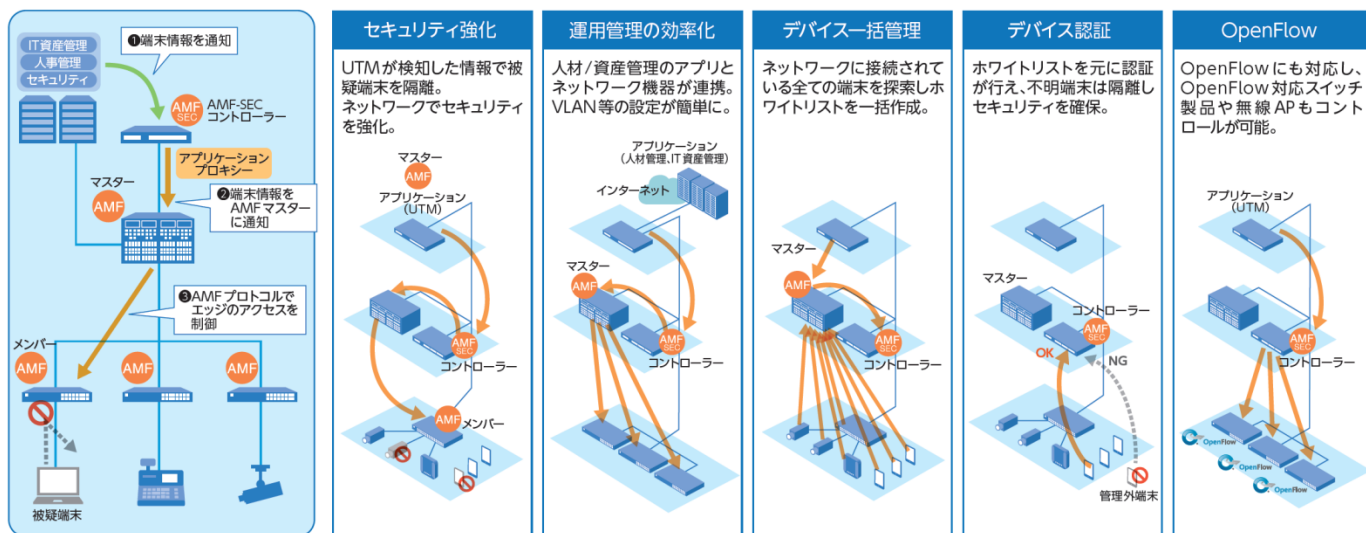 IT資産管理
人事管理
セキュリティ
❶端末情報を通知
AMF
SEC
AMF-SEC
コントローラー
アプリケーション
プロキシー
マスター
AMF
❷端末情報を
AMFマスター
に通知
❸AMFプロトコルで
エッジのアクセスを
制御
メンバー
AMF
AMF
AMF
被疑端末
セキュリティ強化
UTMが検知した情報で被
疑端末を隔離。
ネットワークでセキュリティ
を強化。
マスター
AMF
アプリケーション
(UTM)
AMF
SEC
コントローラー
AMF
メンバー
運用管理の効率化
人材/資産管理のアプリと
ネットワーク機器が連携。
VLAN等の設定が簡単に。
アプリケーション
(人材管理、IT資産管理)
インターネット
マスター
AMF
AMF
SEC
コントローラー
デバイス一括管理
ネットワークに接続されて
いる全ての端末を探索しホ
ワイトリストを一括作成。
マスター
AMF
AMF
SEC
コントローラー
デバイス認証
ホワイトリストを元に認証
が行え、不明端末は隔離し
セキュリティを確保。
マスター
コントローラー
AMF
SEC
OK
NG
管理外端末
OpenFlow
OpenFlowにも対応し、
OpenFlow対応スイッチ
製品や無線APもコント
ロールが可能。
アプリケーション
(UTM)
AMF
SEC
コントローラー
OpenFlow
OpenFlow
OpenFlow